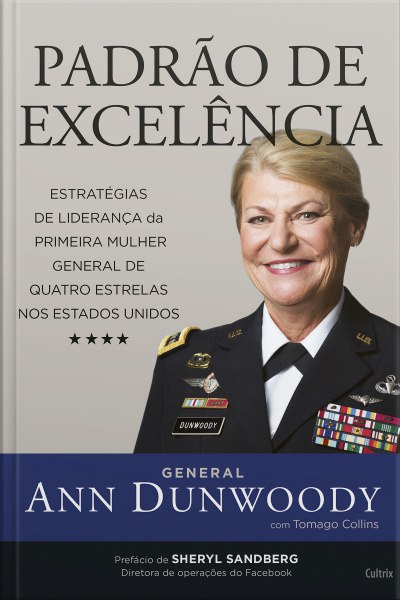 PADRÃO DE
EXCELÊNCIA
ESTRATÉGIAS
DE LIDERANÇA da
PRIMEIRA MULHER
GENERAL DE
QUATRO ESTRELAS
NOS ESTADOS UNIDOS
★★★★
DUNWOODY
GENERAL
ANN DUNWOODY
com Tomago Collins
Prefácio de SHERYL SANDBERG
Diretora de operações do Facebook
Cultrix